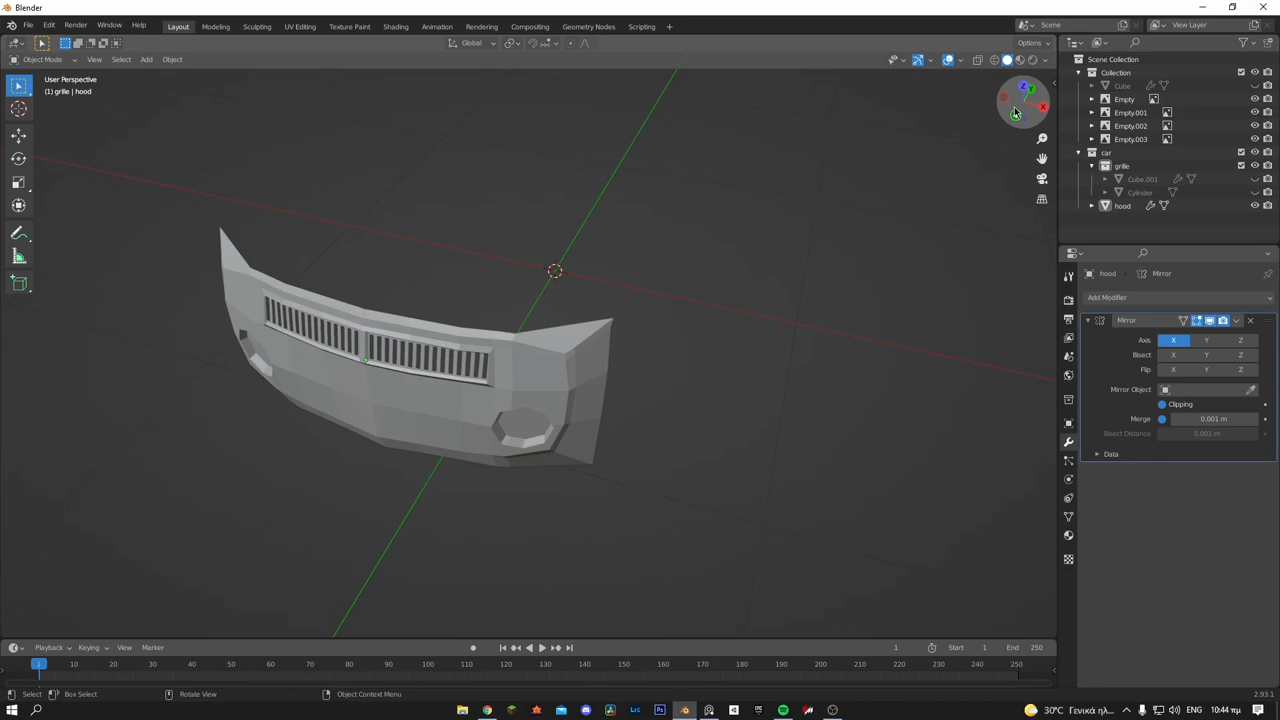 Blender
File Edit Render Window Help Layout Modeling Sculpting UV Editing Texture Paint Shading Animation Rendering Compositing Geometry Nodes Scripting + Scene View Layer
Global Options
Object Mode View Select Add Object
User Perspective
(1) grille | hood
X
Y
Z
Scene Collection
Collection
Cube
Empty
Empty.001
Empty.002
Empty.003
car
grille
Cube.001
Cylinder
hood
hood Mirror
Add Modifier
Mirror
Axis X Y Z
Bisect X Y Z
Flip X Y Z
Mirror Object
Clipping
Merge 0.001 m
Bisect Distance 0.001 m
Data
Playback Keying View Marker 1 Start 1 End 250
1 10 20 30 40 50 60 70 80 90 100 110 120 130 140 150 160 170 180 190 200 210 220 230 240 250
Select Box Select Rotate View Object Context Menu 2.93.1
30°C Γενικά ηλ... ΕΠΗ 10:44 πμ